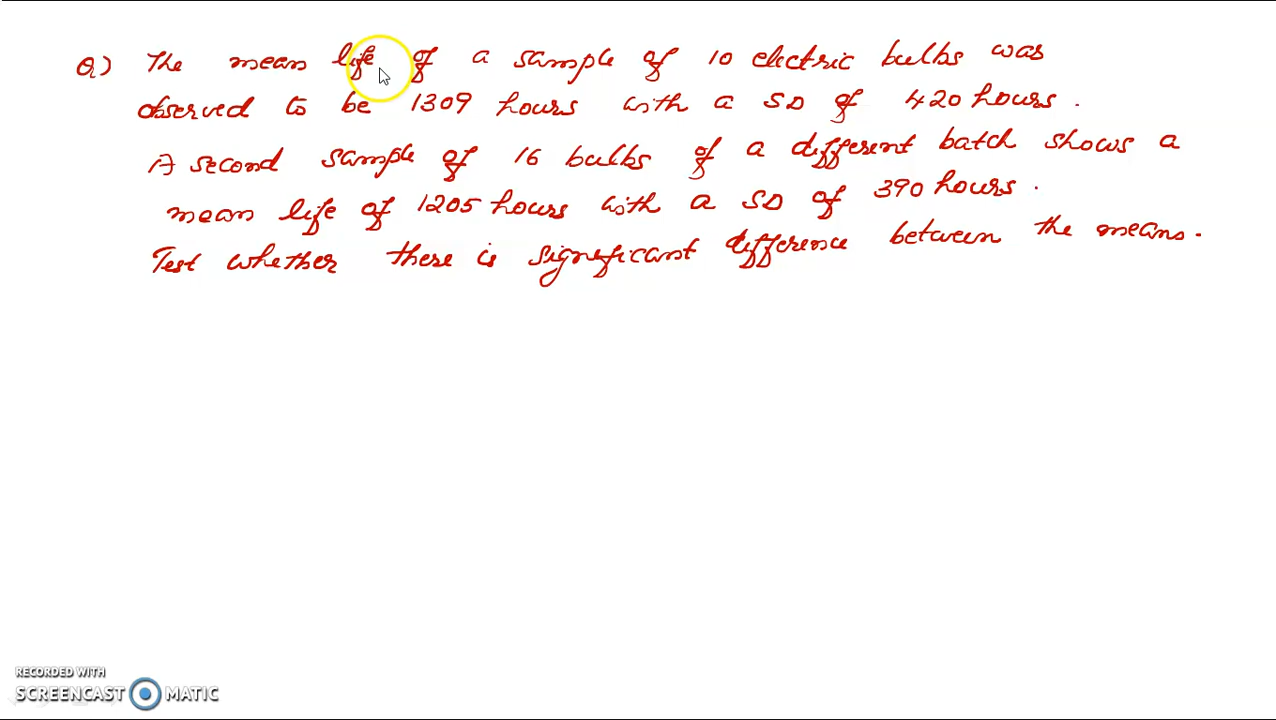 Q) The mean life of a sample of 10 electric bulbs was
observed to be 1309 hours with a SD of 420 hours.
A second sample of 16 bulbs of a different batch shows a
mean life of 1205 hours with a SD of 390 hours.
Test whether there is significant difference between the means.
RECORDED WITH
SCREENCAST MATIC